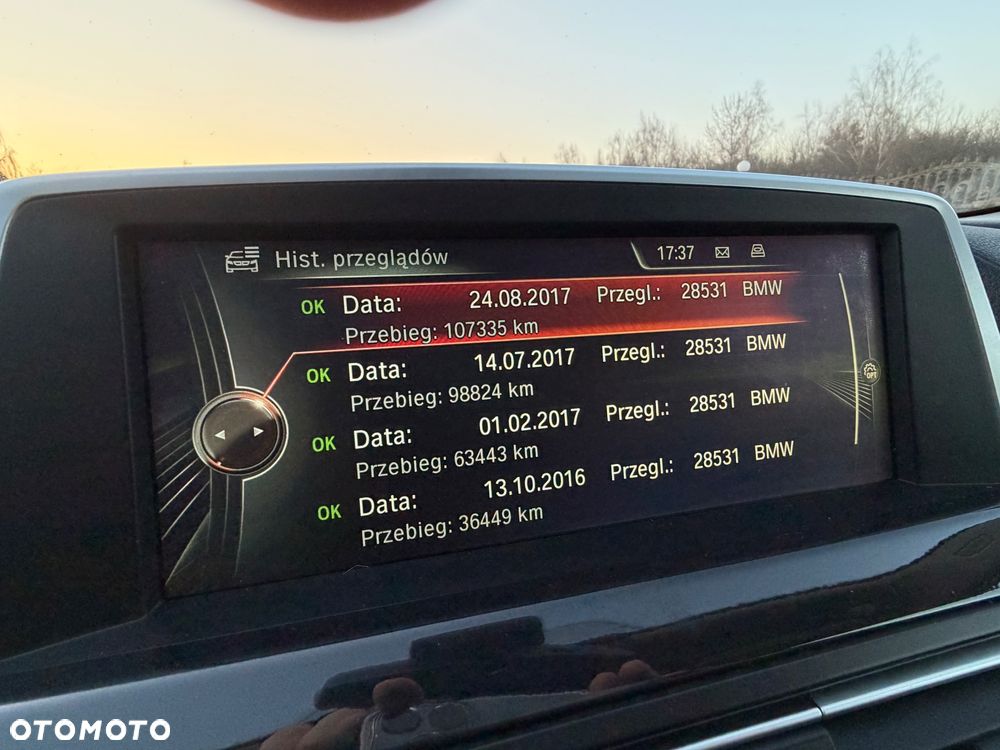 Hist. przeglądów 17:37
OK Data: 24.08.2017 Przegl.: 28531 BMW
Przebieg: 107335 km
OK Data: 14.07.2017 Przegl.: 28531 BMW
Przebieg: 98824 km
OPT
OK Data: 01.02.2017 Przegl.: 28531 BMW
Przebieg: 63443 km
OK Data: 13.10.2016 Przegl.: 28531 BMW
Przebieg: 36449 km
OTOMOTO